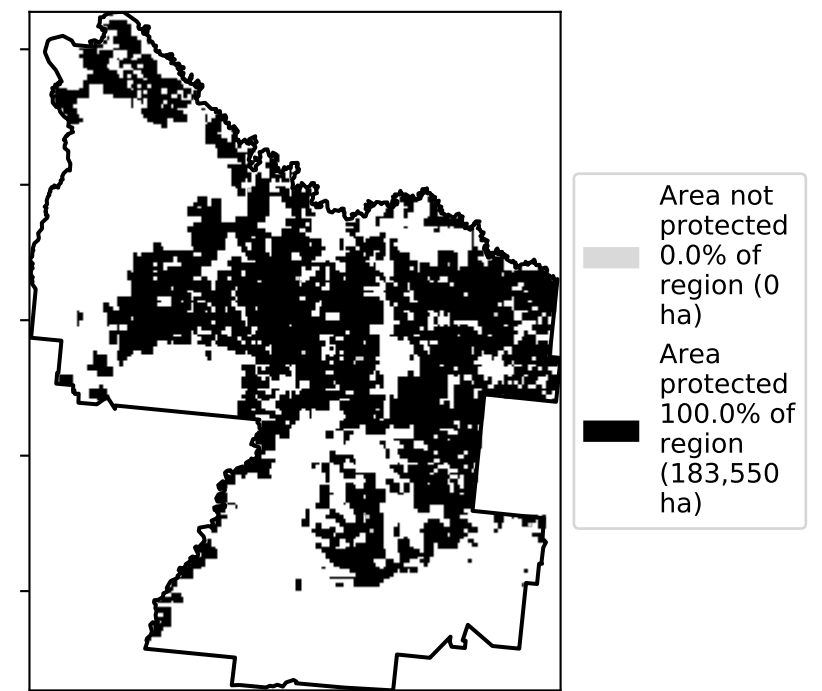 Area not
protected
0.0% of
region (0
ha)
Area
protected
100.0% of
region
(183,550
ha)